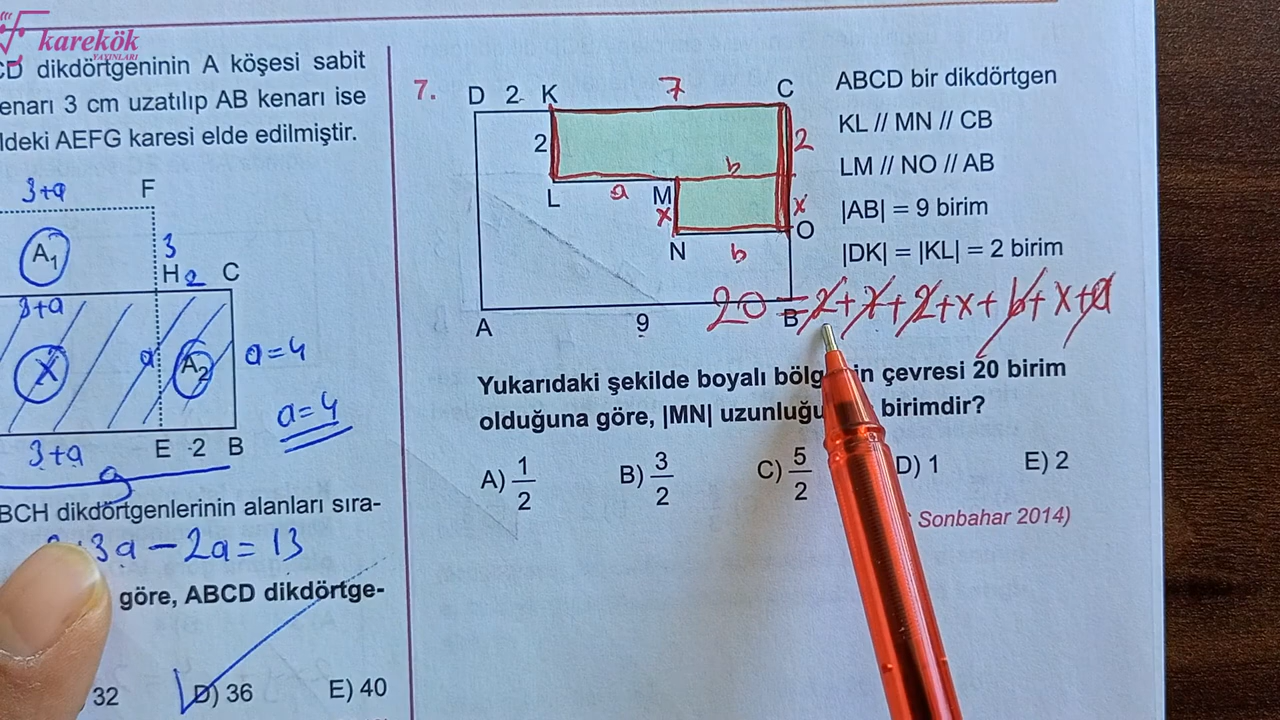 karekök
YAYINLARI
CD dikdörtgeninin A köşesi sabit
enarı 3 cm uzatılıp AB kenarı ise
ldeki AEFG karesi elde edilmiştir.
3+a
F
A1
3
H 2 C
3+a
X
a
A2
a=4
a=4
3+a
E 2 B
9
BCH dikdörtgenlerinin alanları sıra-
+3a - 2a = 13
göre, ABCD dikdörtge-
32
D) 36
E) 40
7.
D 2 K
7
C
2
2
b
L
a
M
x
x
O
N
b
A
9
B
ABCD bir dikdörtgen
KL // MN // CB
LM // NO // AB
|AB| = 9 birim
|DK| = |KL| = 2 birim
20 = 2+7+2+x+b+x+a
Yukarıdaki şekilde boyalı bölg in çevresi 20 birim
olduğuna göre, |MN| uzunluğu birimdir?
A) 1/2
B) 3/2
C) 5/2
D) 1
E) 2
Sonbahar 2014)